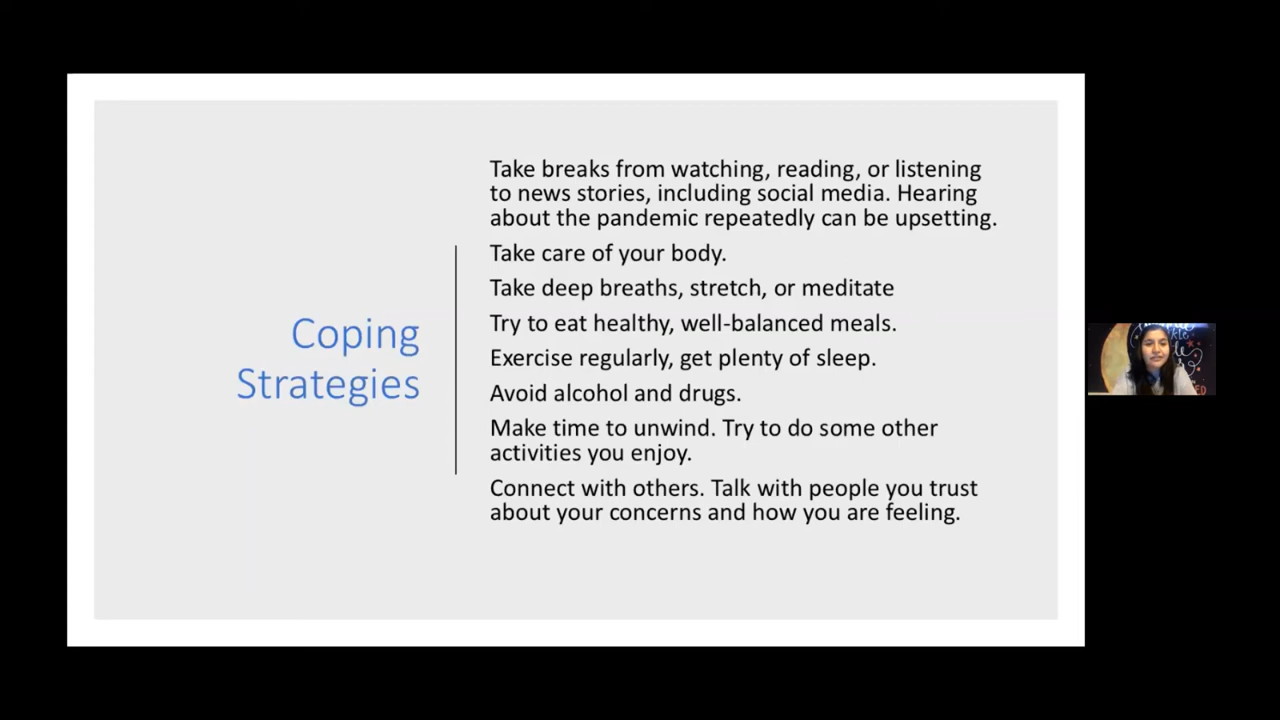 Coping
Strategies
Take breaks from watching, reading, or listening
to news stories, including social media. Hearing
about the pandemic repeatedly can be upsetting.
Take care of your body.
Take deep breaths, stretch, or meditate
Try to eat healthy, well-balanced meals.
Exercise regularly, get plenty of sleep.
Avoid alcohol and drugs.
Make time to unwind. Try to do some other
activities you enjoy.
Connect with others. Talk with people you trust
about your concerns and how you are feeling.